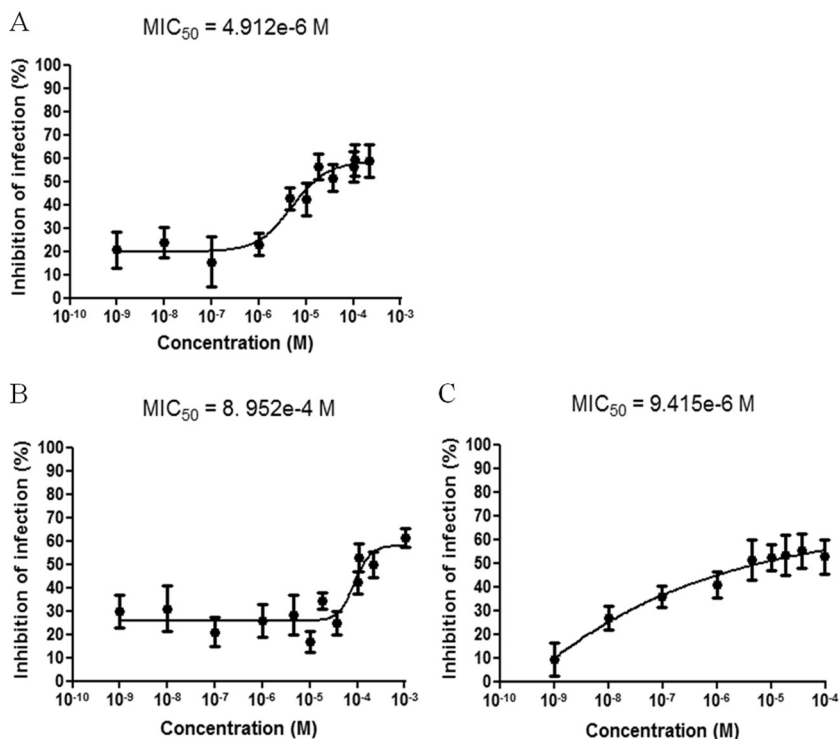 A
MIC₅₀ = 4.912e-6 M
Inhibition of infection (%)
100
90
80
70
60
50
40
30
20
10
0
10⁻¹⁰ 10⁻⁹ 10⁻⁸ 10⁻⁷ 10⁻⁶ 10⁻⁵ 10⁻⁴ 10⁻³
Concentration (M)
B
MIC₅₀ = 8. 952e-4 M
Inhibition of infection (%)
100
90
80
70
60
50
40
30
20
10
0
10⁻¹⁰ 10⁻⁹ 10⁻⁸ 10⁻⁷ 10⁻⁶ 10⁻⁵ 10⁻⁴ 10⁻³
Concentration (M)
C
MIC₅₀ = 9.415e-6 M
Inhibition of infection (%)
100
90
80
70
60
50
40
30
20
10
0
10⁻¹⁰ 10⁻⁹ 10⁻⁸ 10⁻⁷ 10⁻⁶ 10⁻⁵ 10⁻⁴
Concentration (M)